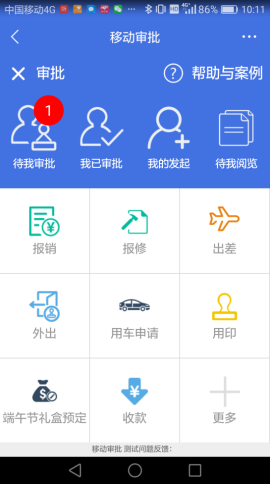 中国移动4G 86% 10:11
移动审批
审批 ? 帮助与案例
1
待我审批 我已审批 我的发起 待我阅览
报销 报修 出差
外出 用车申请 用印
端午节礼盒预定 收款 更多
移动审批 测试问题反馈: